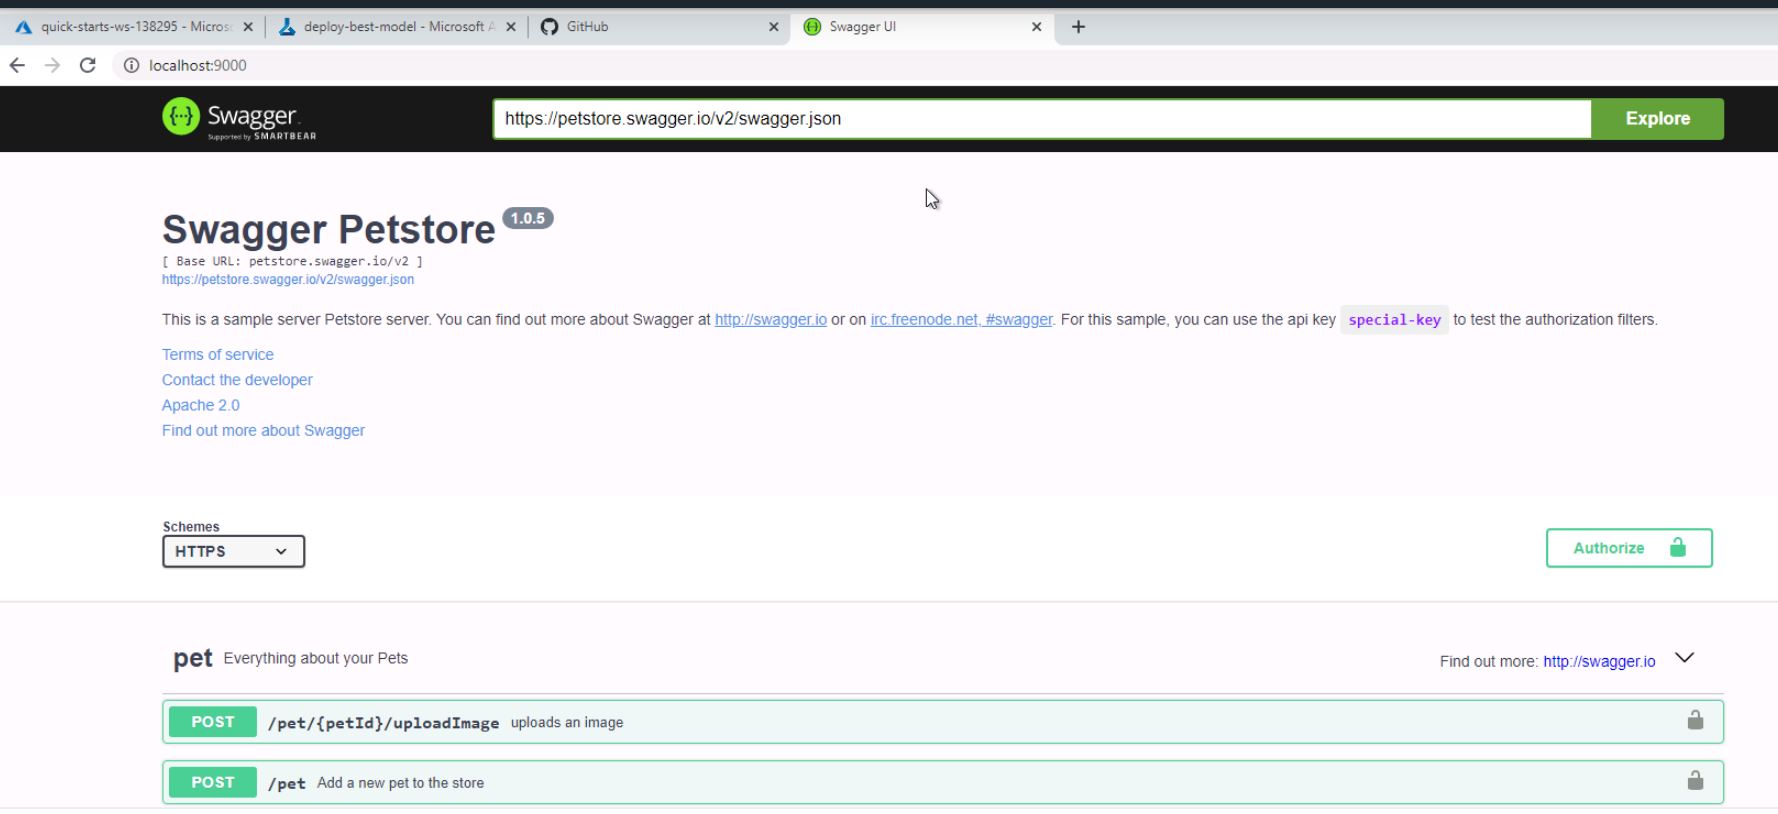 quick-starts-ws-138295 - Micros
deploy-best-model - Microsoft A
GitHub
Swagger UI
localhost:9000
Swagger
Supported by SMARTBEAR
https://petstore.swagger.io/v2/swagger.json
Explore
Swagger Petstore 1.0.5
[ Base URL: petstore.swagger.io/v2 ]
https://petstore.swagger.io/v2/swagger.json
This is a sample server Petstore server. You can find out more about Swagger at http://swagger.io or on irc.freenode.net, #swagger. For this sample, you can use the api key special-key to test the authorization filters.
Terms of service
Contact the developer
Apache 2.0
Find out more about Swagger
Schemes
HTTPS
Authorize
pet Everything about your Pets
Find out more: http://swagger.io
POST /pet/{petId}/uploadImage uploads an image
POST /pet Add a new pet to the store